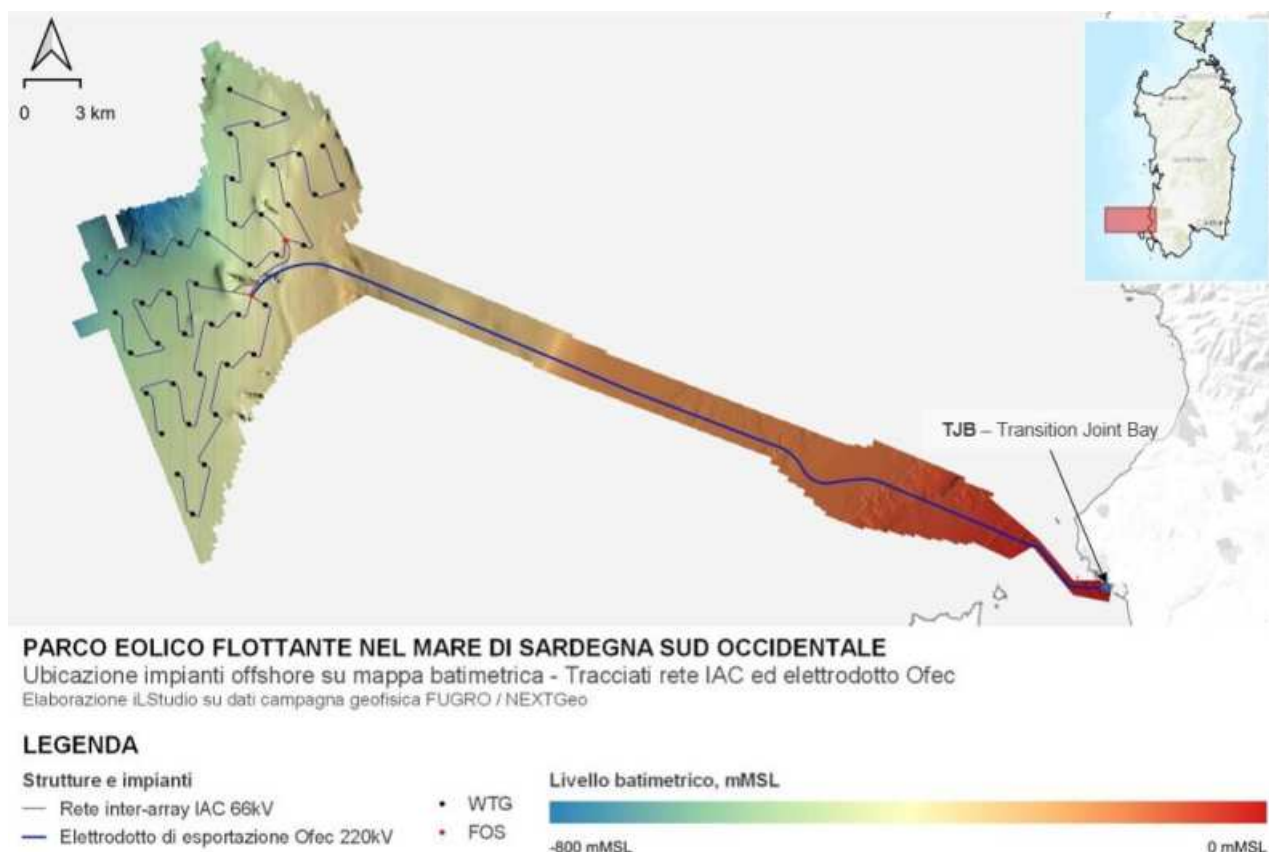 0 3 km
TJB – Transition Joint Bay
PARCO EOLICO FLOTTANTE NEL MARE DI SARDEGNA SUD OCCIDENTALE
Ubicazione impianti offshore su mappa batimetrica - Tracciati rete IAC ed elettrodotto Ofec
Elaborazione iLStudio su dati campagna geofisica FUGRO / NEXTGeo
LEGENDA
Strutture e impianti
Rete inter-array IAC 66kV
Elettrodotto di esportazione Ofec 220kV
WTG
FOS
Livello batimetrico, mMSL
-800 mMSL 0 mMSL